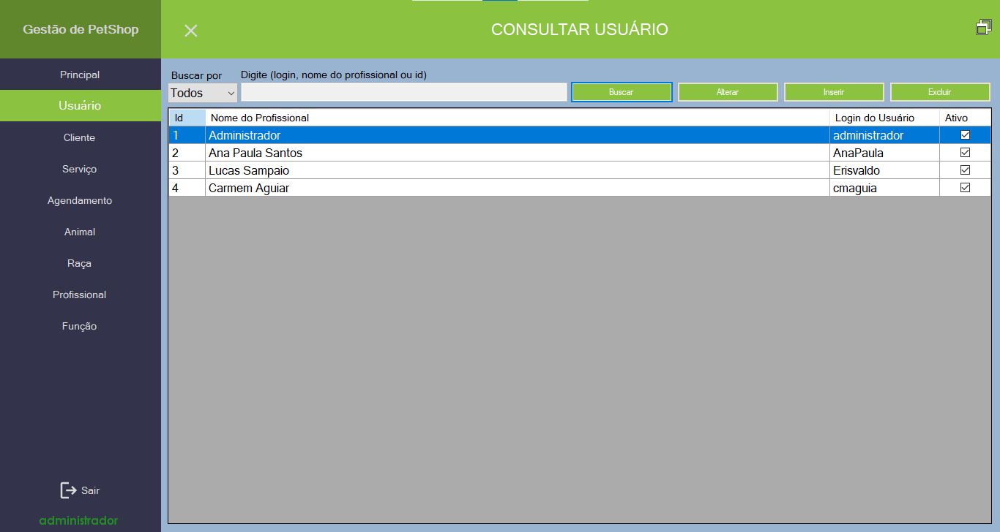 Gestão de PetShop
CONSULTAR USUÁRIO
Principal
Usuário
Cliente
Serviço
Agendamento
Animal
Raça
Profissional
Função
Sair
administrador
Buscar por
Digite (login, nome do profissional ou id)
Todos
Buscar
Alterar
Inserir
Excluir
Id Nome do Profissional Login do Usuário Ativo
1 Administrador administrador
2 Ana Paula Santos AnaPaula
3 Lucas Sampaio Erisvaldo
4 Carmem Aguiar cmaguia